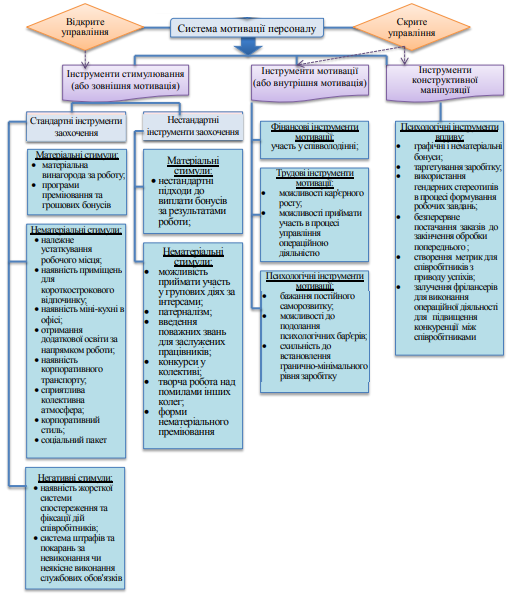 Відкрите
управління
Система мотивації персоналу
Скрите
управління
Інструменти стимулювання
(або зовнішня мотивація)
Інструменти мотивації
(або внутрішня мотивація)
Інструменти
конструктивної
маніпуляції
Стандартні інструменти
заохочення
Матеріальні стимули:
матеріальна
винагорода за роботу;
програми
преміювання та
грошових бонусів
Нематеріальні стимули:
належне
устаткування
робочого місця;
наявність приміщень
для
короткострокового
відпочинку;
наявність міні-кухні в
офісі;
отримання
додаткової освіти за
напрямком роботи;
наявність
корпоративного
транспорту;
сприятлива
колективна
атмосфера;
корпоративний
стиль;
соціальний пакет
Негативні стимули:
наявність жорсткої
системи
спостереження та
фіксації дій
співробітників;
система штрафів та
покарань за
невиконання чи
неякісне виконання
службових обов'язків
Нестандартні
інструменти заохочення
Матеріальні
стимули:
нестандартні
підходи до
виплати бонусів
за результатами
роботи;
Нематеріальні
стимули:
можливість
приймати участь
у групових діях за
інтерсами;
патерналізм;
введення
поважних звань
для заслужених
працівників;
конкурси у
колективі;
творча робота над
помилами інших
колег;
форми
нематеріального
преміювання
Фінансові інструменти
мотивації:
участь у співволодінні;
Трудові інструменти
мотивації:
можливості кар'єрного
росту;
можливості приймати
участь в процесі
управління
операційною
діяльністю
Психологічні інструменти
мотивації:
бажання постійного
саморозвитку;
можливості до
подолання
психологічних бар'єрів;
схильність до
встановлення
гранично-мінімального
рівня заробітку
Психологічні інструменти
впливу:
графічні і нематеріальні
бонуси;
таргетування заробітку;
використання
гендерних стереотипів
в процесі формування
робочих завдань;
безперервне
постачання заказів до
закінчення обробки
попереднього ;
створення метрик для
співробітників з
приводу успіхів;
залучення фрілансерів
для виконання
операційної діяльності
для підвищення
конкуренції між
співробітниками